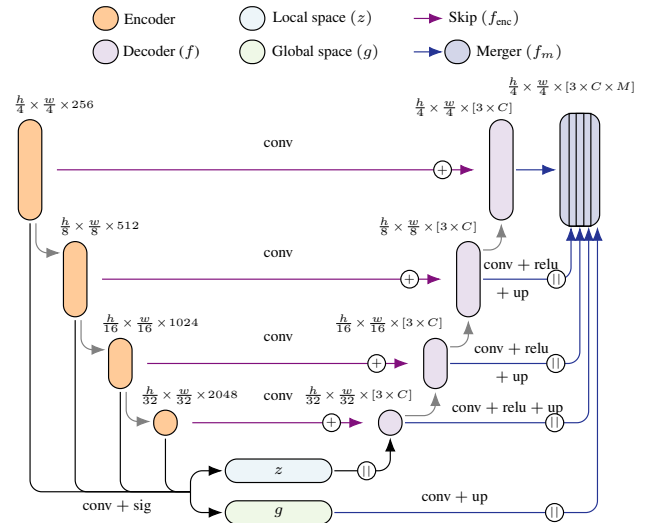 Encoder
Local space (z)
Skip (f_enc)
Decoder (f)
Global space (g)
Merger (f_m)
h/4 × w/4 × [3×C×M]
h/4 × w/4 × 256
h/4 × w/4 × [3×C]
conv
+
h/8 × w/8 × 512
h/8 × w/8 × [3×C]
conv
+
conv + relu
||
+ up
h/16 × w/16 × 1024
h/16 × w/16 × [3×C]
conv
+
conv + relu
||
+ up
h/32 × w/32 × 2048
h/32 × w/32 × [3×C]
conv
+
conv + relu + up
||
z
||
conv + sig
g
conv + up
||